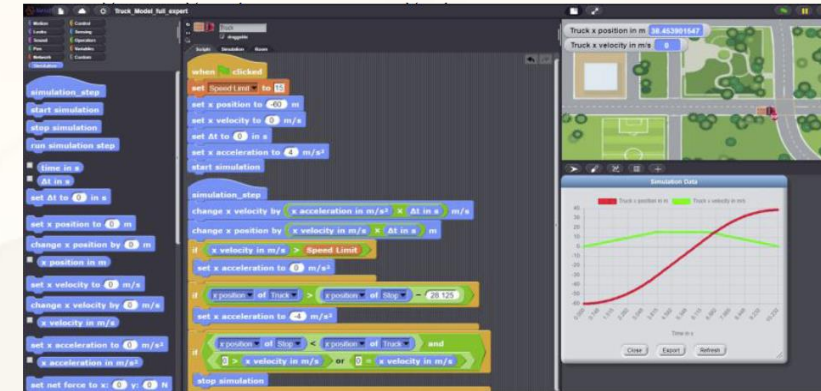 Truck_Model_full_expert
Motion
Control
Looks
Sensing
Sound
Operators
Pen
Variables
Network
Custom
Simulation
simulation_step
start simulation
stop simulation
run simulation step
time in s
Δt in s
set Δt to 0 in s
set x position to 0 m
change x position by 0 m
x position in m
set x velocity to 0 m/s
change x velocity by 0 m/s
x velocity in m/s
set x acceleration to 0 m/s²
x acceleration in m/s²
set net force to x: 0 y: 0 N
Truck
draggable
Scripts
Simulation
Room
when clicked
set Speed Limit to 15
set x position to -60 m
set x velocity to 0 m/s
set Δt to 0 in s
set x acceleration to 4 m/s²
start simulation
simulation_step
change x velocity by x acceleration in m/s² × Δt in s m/s
change x position by x velocity in m/s × Δt in s m
if x velocity in m/s > Speed Limit
set x acceleration to 0 m/s²
if x position of Truck > x position of Stop - 28.125
set x acceleration to -4 m/s²
if x position of Stop < x position of Truck and
0 > x velocity in m/s or 0 = x velocity in m/s
stop simulation
Truck x position in m 38.453901547
Truck x velocity in m/s 0
Simulation Data
Truck x position in m
Truck x velocity in m/s
40
30
20
10
0
-10
-20
-30
-40
-50
-60
0.000
Time in s
Close
Export
Refresh